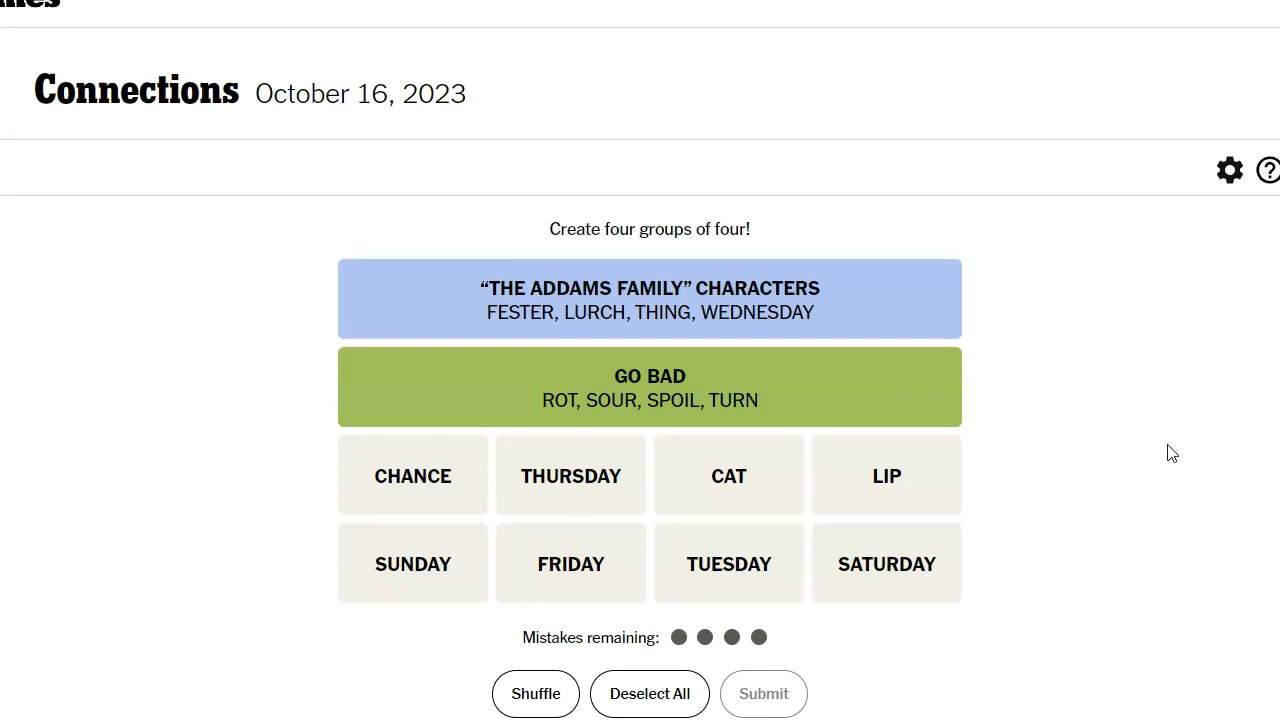 Connections October 16, 2023
Create four groups of four!
“THE ADDAMS FAMILY” CHARACTERS
FESTER, LURCH, THING, WEDNESDAY
GO BAD
ROT, SOUR, SPOIL, TURN
CHANCE THURSDAY CAT LIP
SUNDAY FRIDAY TUESDAY SATURDAY
Mistakes remaining:
Shuffle Deselect All Submit